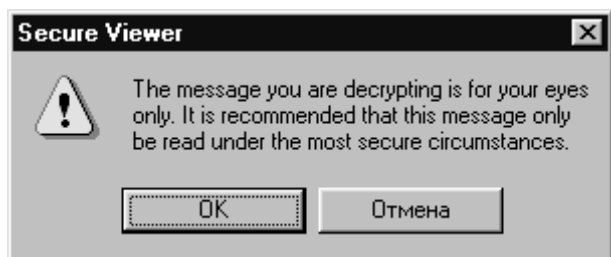 Secure Viewer
The message you are decrypting is for your eyes
only. It is recommended that this message only
be read under the most secure circumstances.
OK
Отмена